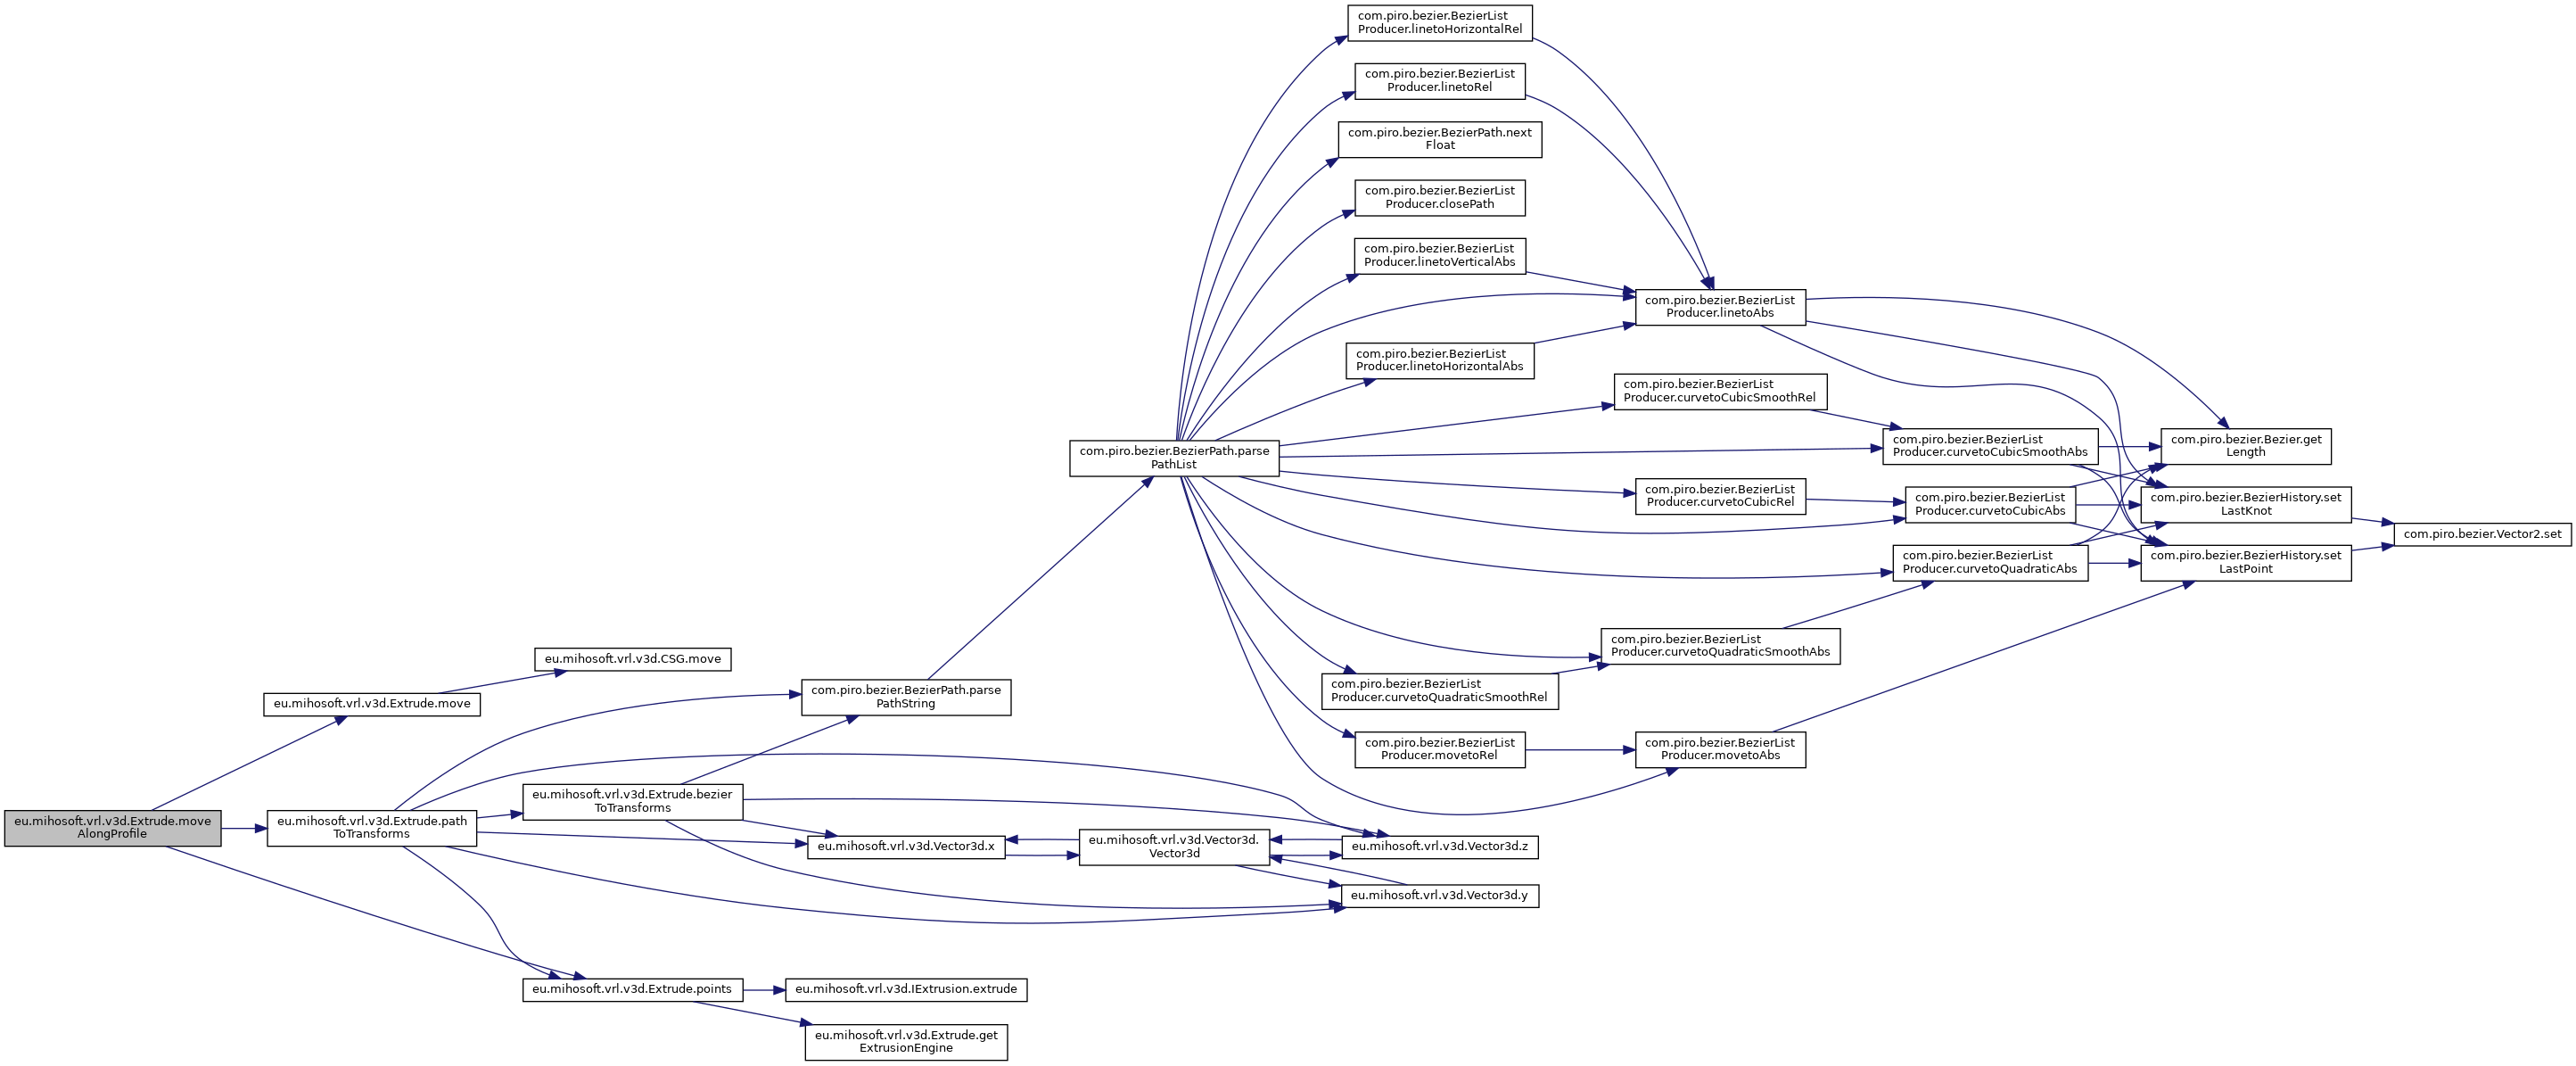 com.piro.bezier.BezierList
Producer.linetoHorizontalRel
com.piro.bezier.BezierList
Producer.linetoRel
com.piro.bezier.BezierPath.next
Float
com.piro.bezier.BezierList
Producer.closePath
com.piro.bezier.BezierList
Producer.linetoVerticalAbs
com.piro.bezier.BezierList
Producer.linetoAbs
com.piro.bezier.BezierList
Producer.linetoHorizontalAbs
com.piro.bezier.BezierList
Producer.curvetoCubicSmoothRel
com.piro.bezier.BezierList
Producer.curvetoCubicSmoothAbs
com.piro.bezier.Bezier.get
Length
com.piro.bezier.BezierPath.parse
PathList
com.piro.bezier.BezierList
Producer.curvetoCubicRel
com.piro.bezier.BezierList
Producer.curvetoCubicAbs
com.piro.bezier.BezierHistory.set
LastKnot
com.piro.bezier.Vector2.set
com.piro.bezier.BezierList
Producer.curvetoQuadraticAbs
com.piro.bezier.BezierHistory.set
LastPoint
com.piro.bezier.BezierList
Producer.curvetoQuadraticSmoothAbs
eu.mihosoft.vrl.v3d.CSG.move
com.piro.bezier.BezierList
Producer.curvetoQuadraticSmoothRel
eu.mihosoft.vrl.v3d.Extrude.move
com.piro.bezier.BezierPath.parse
PathString
com.piro.bezier.BezierList
Producer.movetoRel
com.piro.bezier.BezierList
Producer.movetoAbs
eu.mihosoft.vrl.v3d.Extrude.bezier
ToTransforms
eu.mihosoft.vrl.v3d.Extrude.move
AlongProfile
eu.mihosoft.vrl.v3d.Extrude.path
ToTransforms
eu.mihosoft.vrl.v3d.Vector3d.x
eu.mihosoft.vrl.v3d.Vector3d.
Vector3d
eu.mihosoft.vrl.v3d.Vector3d.z
eu.mihosoft.vrl.v3d.Vector3d.y
eu.mihosoft.vrl.v3d.Extrude.points
eu.mihosoft.vrl.v3d.IExtrusion.extrude
eu.mihosoft.vrl.v3d.Extrude.get
ExtrusionEngine